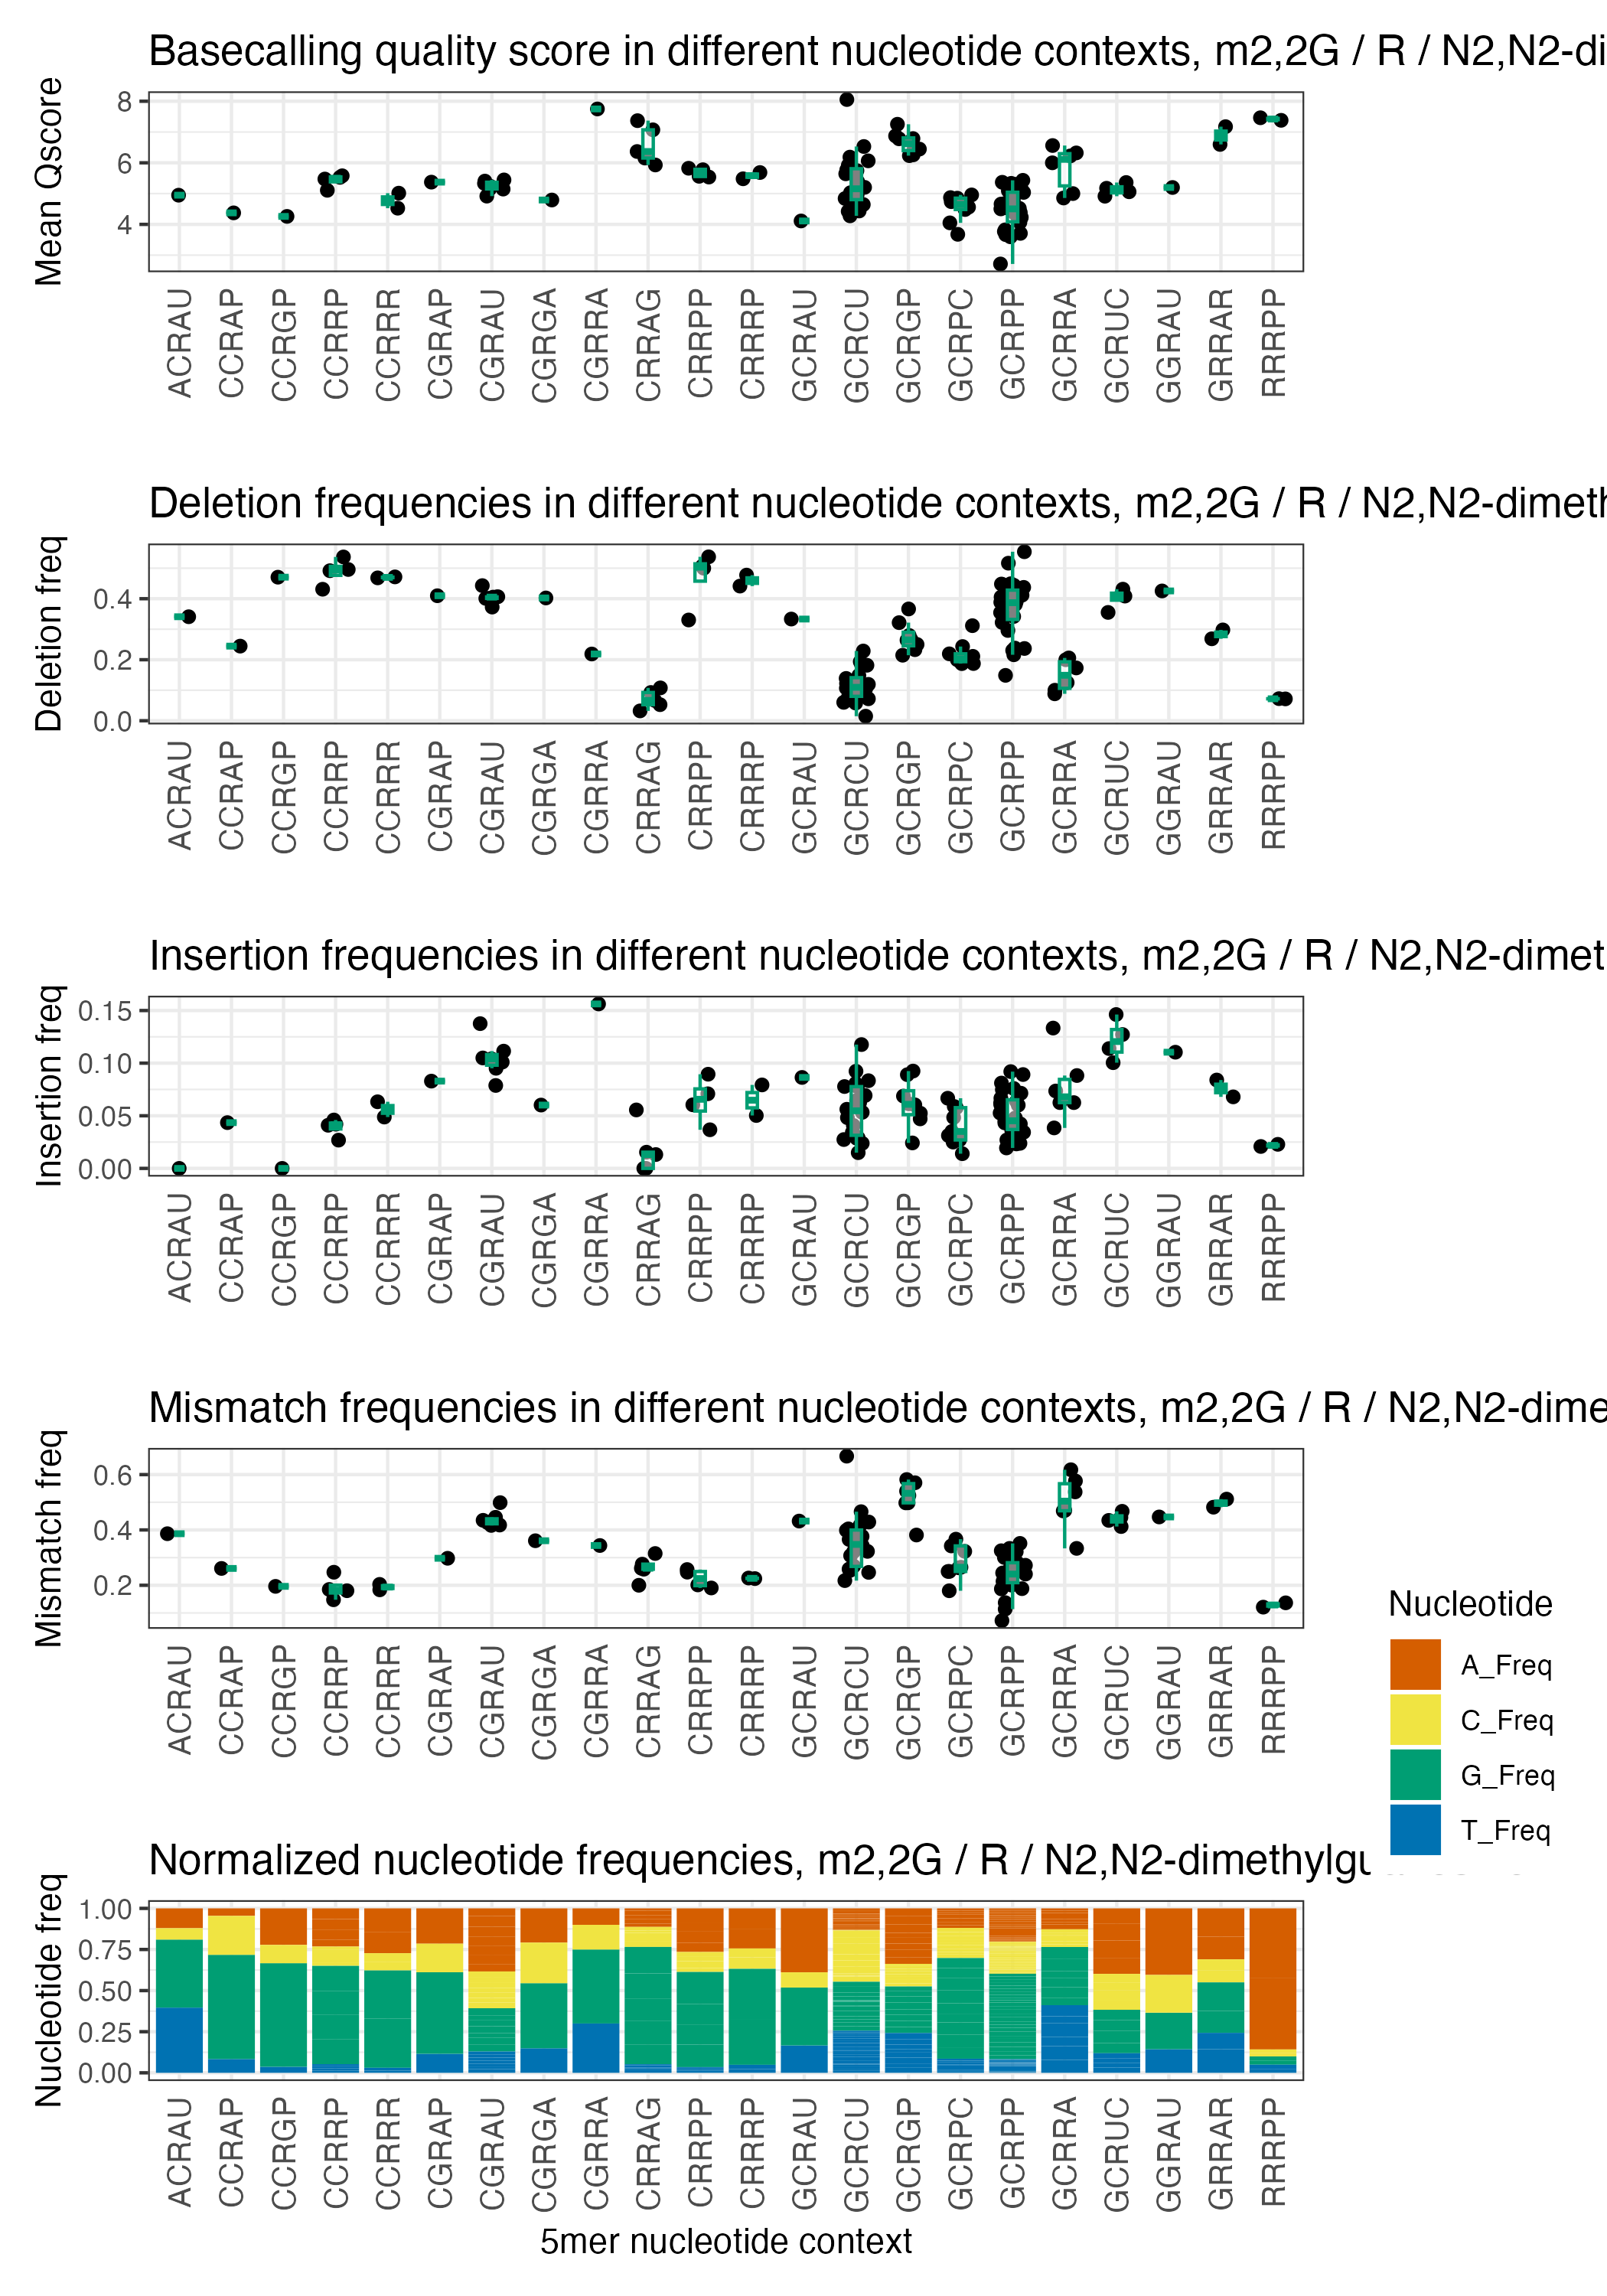 Basecalling quality score in different nucleotide contexts, m2,2G / R / N2,N2-di
Mean Qscore
8
6
4
ACRAU CCRAP CCRGP CCRRP CCRRR CGRAP CGRAU CGRGA CGRRA CRRAG CRRPP CRRRP GCRAU GCRCU GCRGP GCRPC GCRPP GCRRA GCRUC GGRAU GRRAR RRRPP
Deletion frequencies in different nucleotide contexts, m2,2G / R / N2,N2-dimeth
Deletion freq
0.4
0.2
0.0
ACRAU CCRAP CCRGP CCRRP CCRRR CGRAP CGRAU CGRGA CGRRA CRRAG CRRPP CRRRP GCRAU GCRCU GCRGP GCRPC GCRPP GCRRA GCRUC GGRAU GRRAR RRRPP
Insertion frequencies in different nucleotide contexts, m2,2G / R / N2,N2-dimet
Insertion freq
0.15
0.10
0.05
0.00
ACRAU CCRAP CCRGP CCRRP CCRRR CGRAP CGRAU CGRGA CGRRA CRRAG CRRPP CRRRP GCRAU GCRCU GCRGP GCRPC GCRPP GCRRA GCRUC GGRAU GRRAR RRRPP
Mismatch frequencies in different nucleotide contexts, m2,2G / R / N2,N2-dime
Mismatch freq
0.6
0.4
0.2
ACRAU CCRAP CCRGP CCRRP CCRRR CGRAP CGRAU CGRGA CGRRA CRRAG CRRPP CRRRP GCRAU GCRCU GCRGP GCRPC GCRPP GCRRA GCRUC GGRAU GRRAR RRRPP
Nucleotide
A_Freq
C_Freq
G_Freq
T_Freq
Normalized nucleotide frequencies, m2,2G / R / N2,N2-dimethylgu
Nucleotide freq
1.00
0.75
0.50
0.25
0.00
ACRAU CCRAP CCRGP CCRRP CCRRR CGRAP CGRAU CGRGA CGRRA CRRAG CRRPP CRRRP GCRAU GCRCU GCRGP GCRPC GCRPP GCRRA GCRUC GGRAU GRRAR RRRPP
5mer nucleotide context